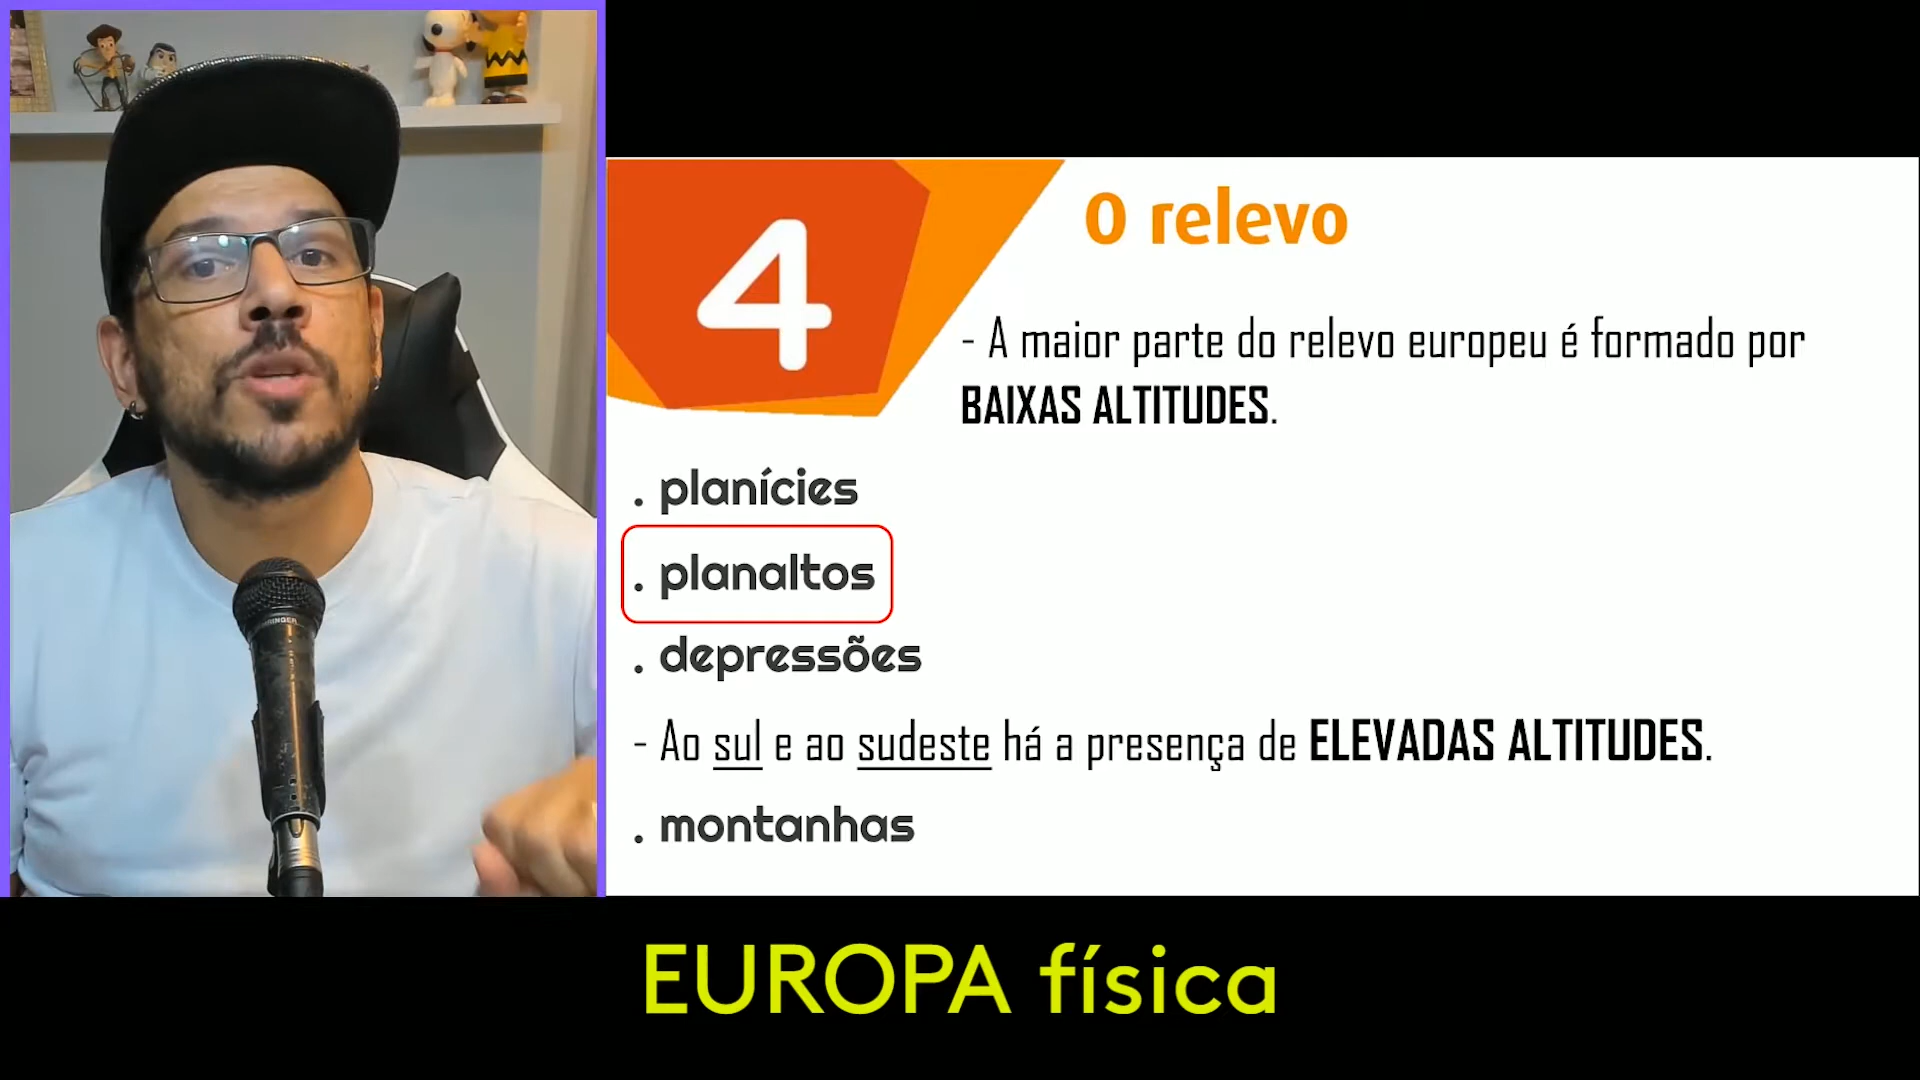 4
O relevo
- A maior parte do relevo europeu é formado por
BAIXAS ALTITUDES.
. planícies
. planaltos
. depressões
- Ao sul e ao sudeste há a presença de ELEVADAS ALTITUDES.
. montanhas
EUROPA física